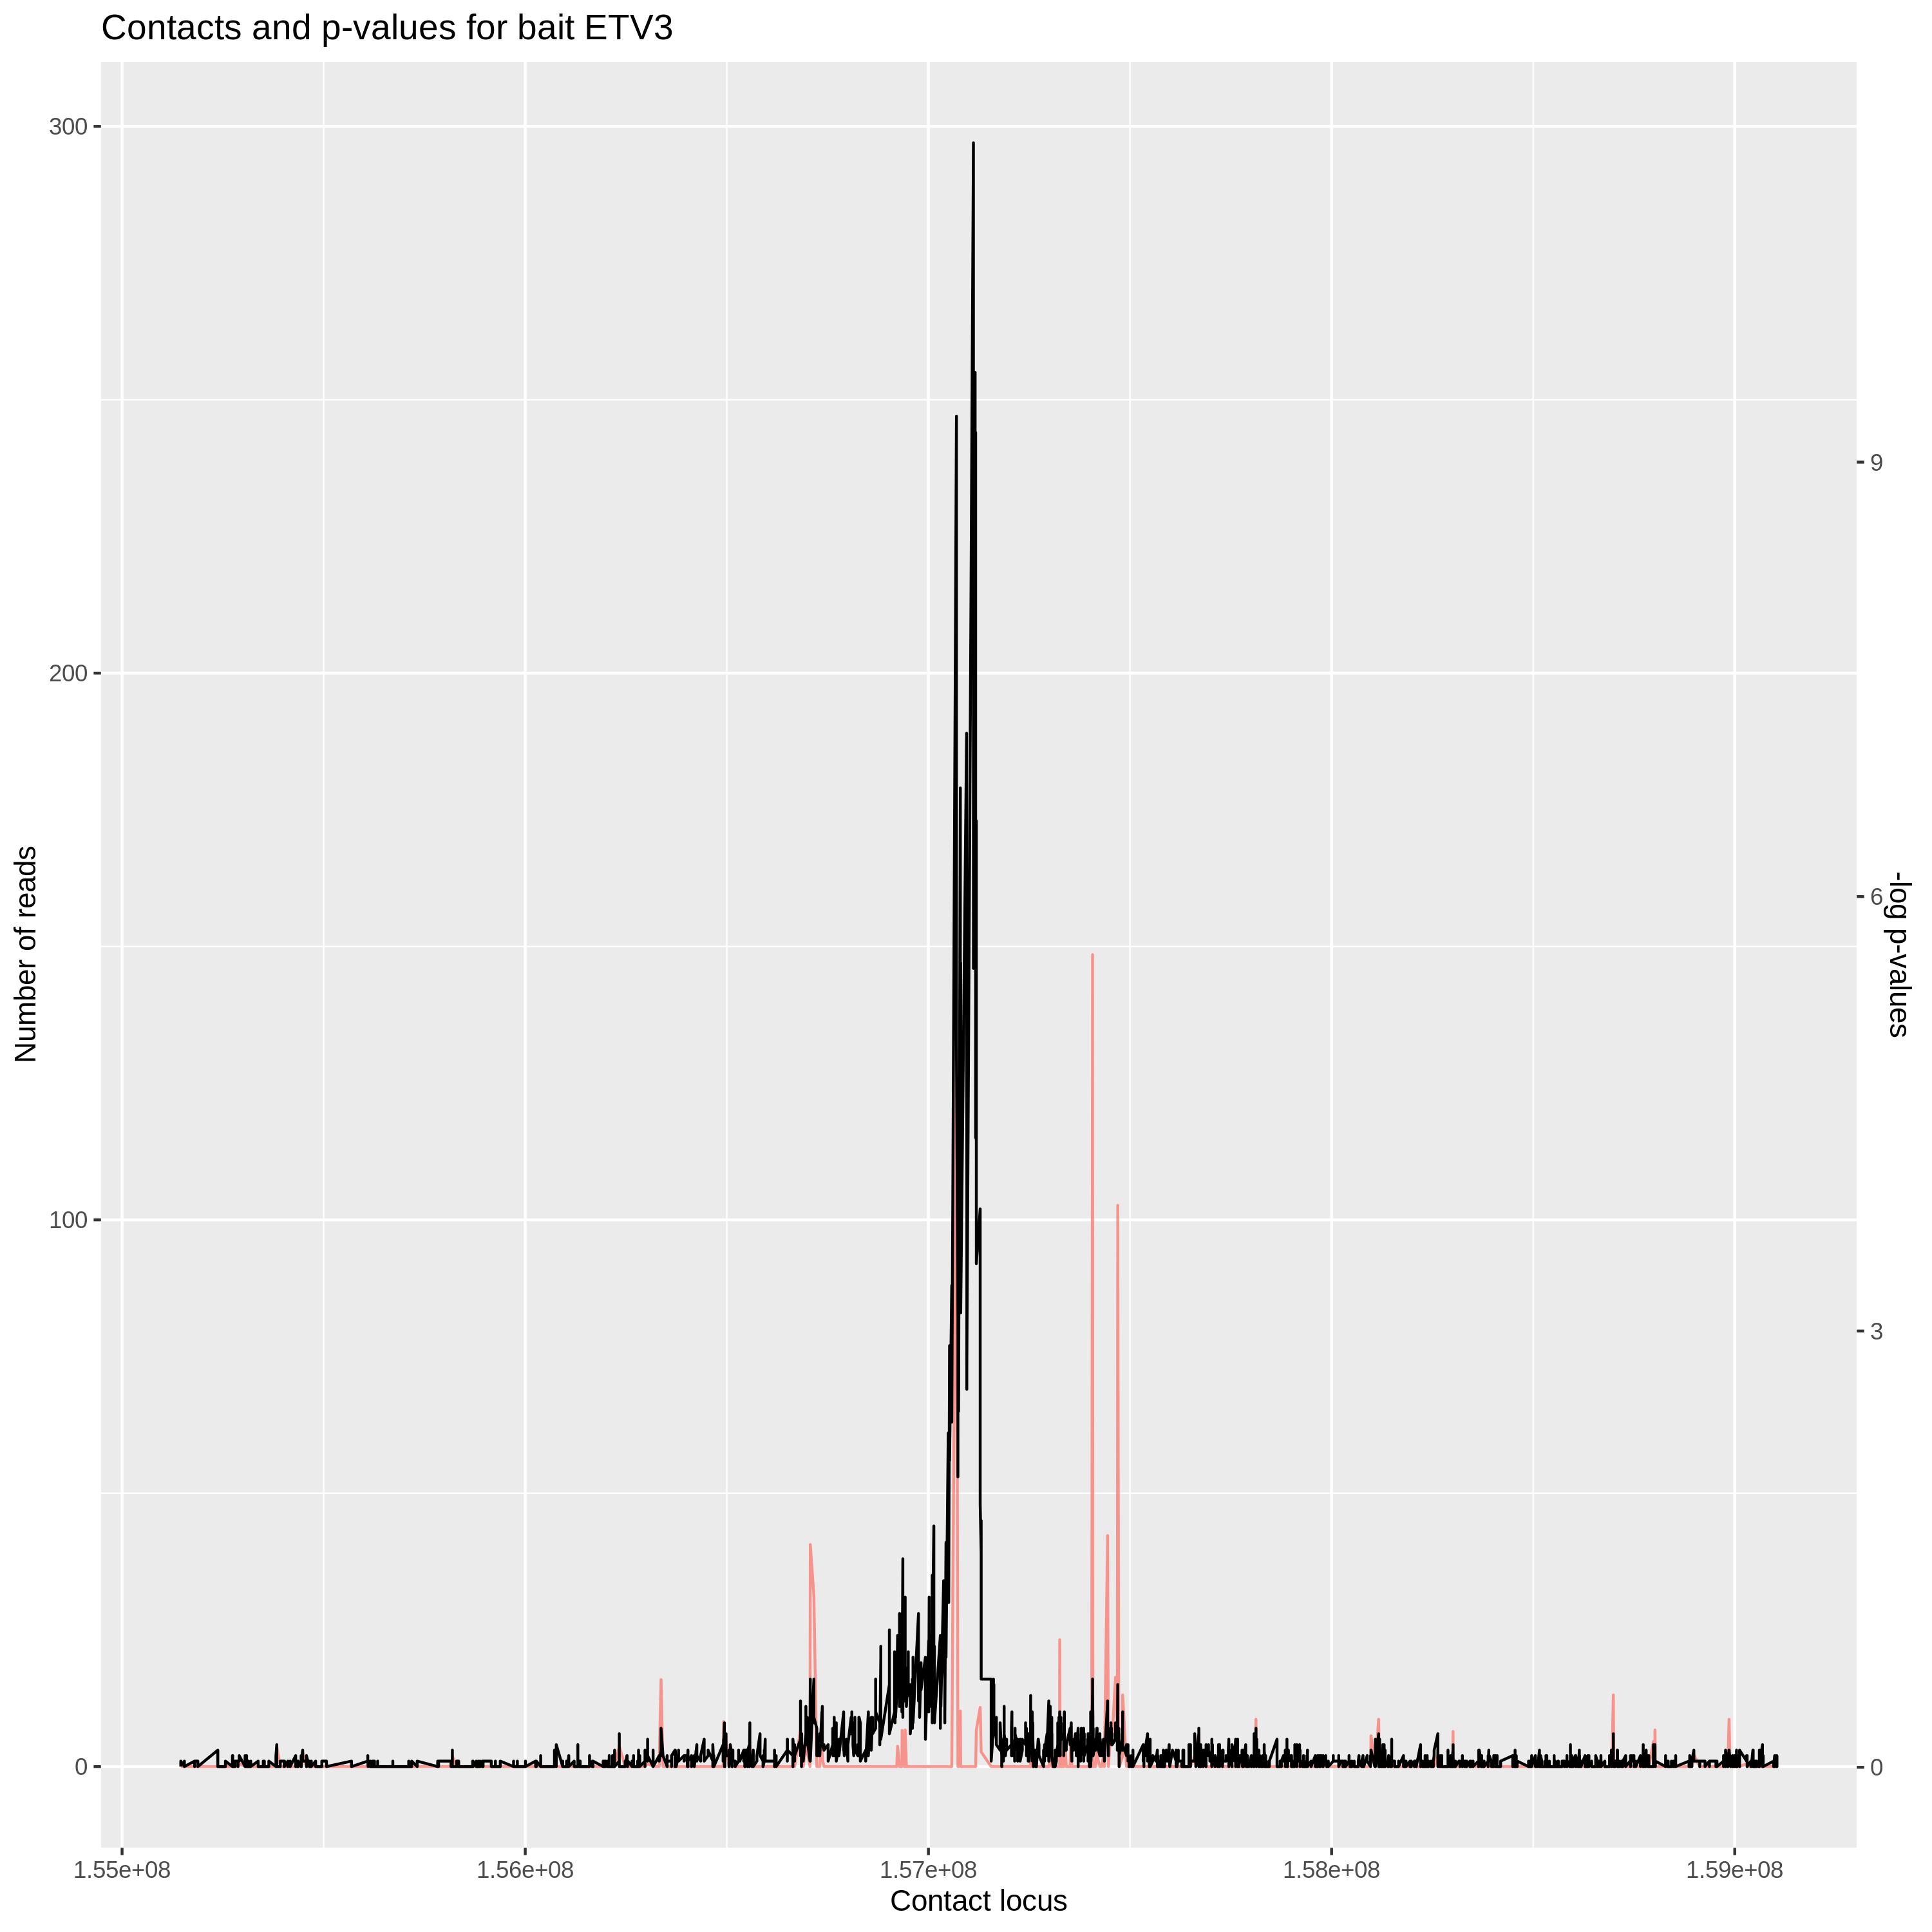 Contacts and p-values for bait ETV3
300
200
100
0
Number of reads
9
6
3
0
-log p-values
1.55e+08
1.56e+08
1.57e+08
1.58e+08
1.59e+08
Contact locus